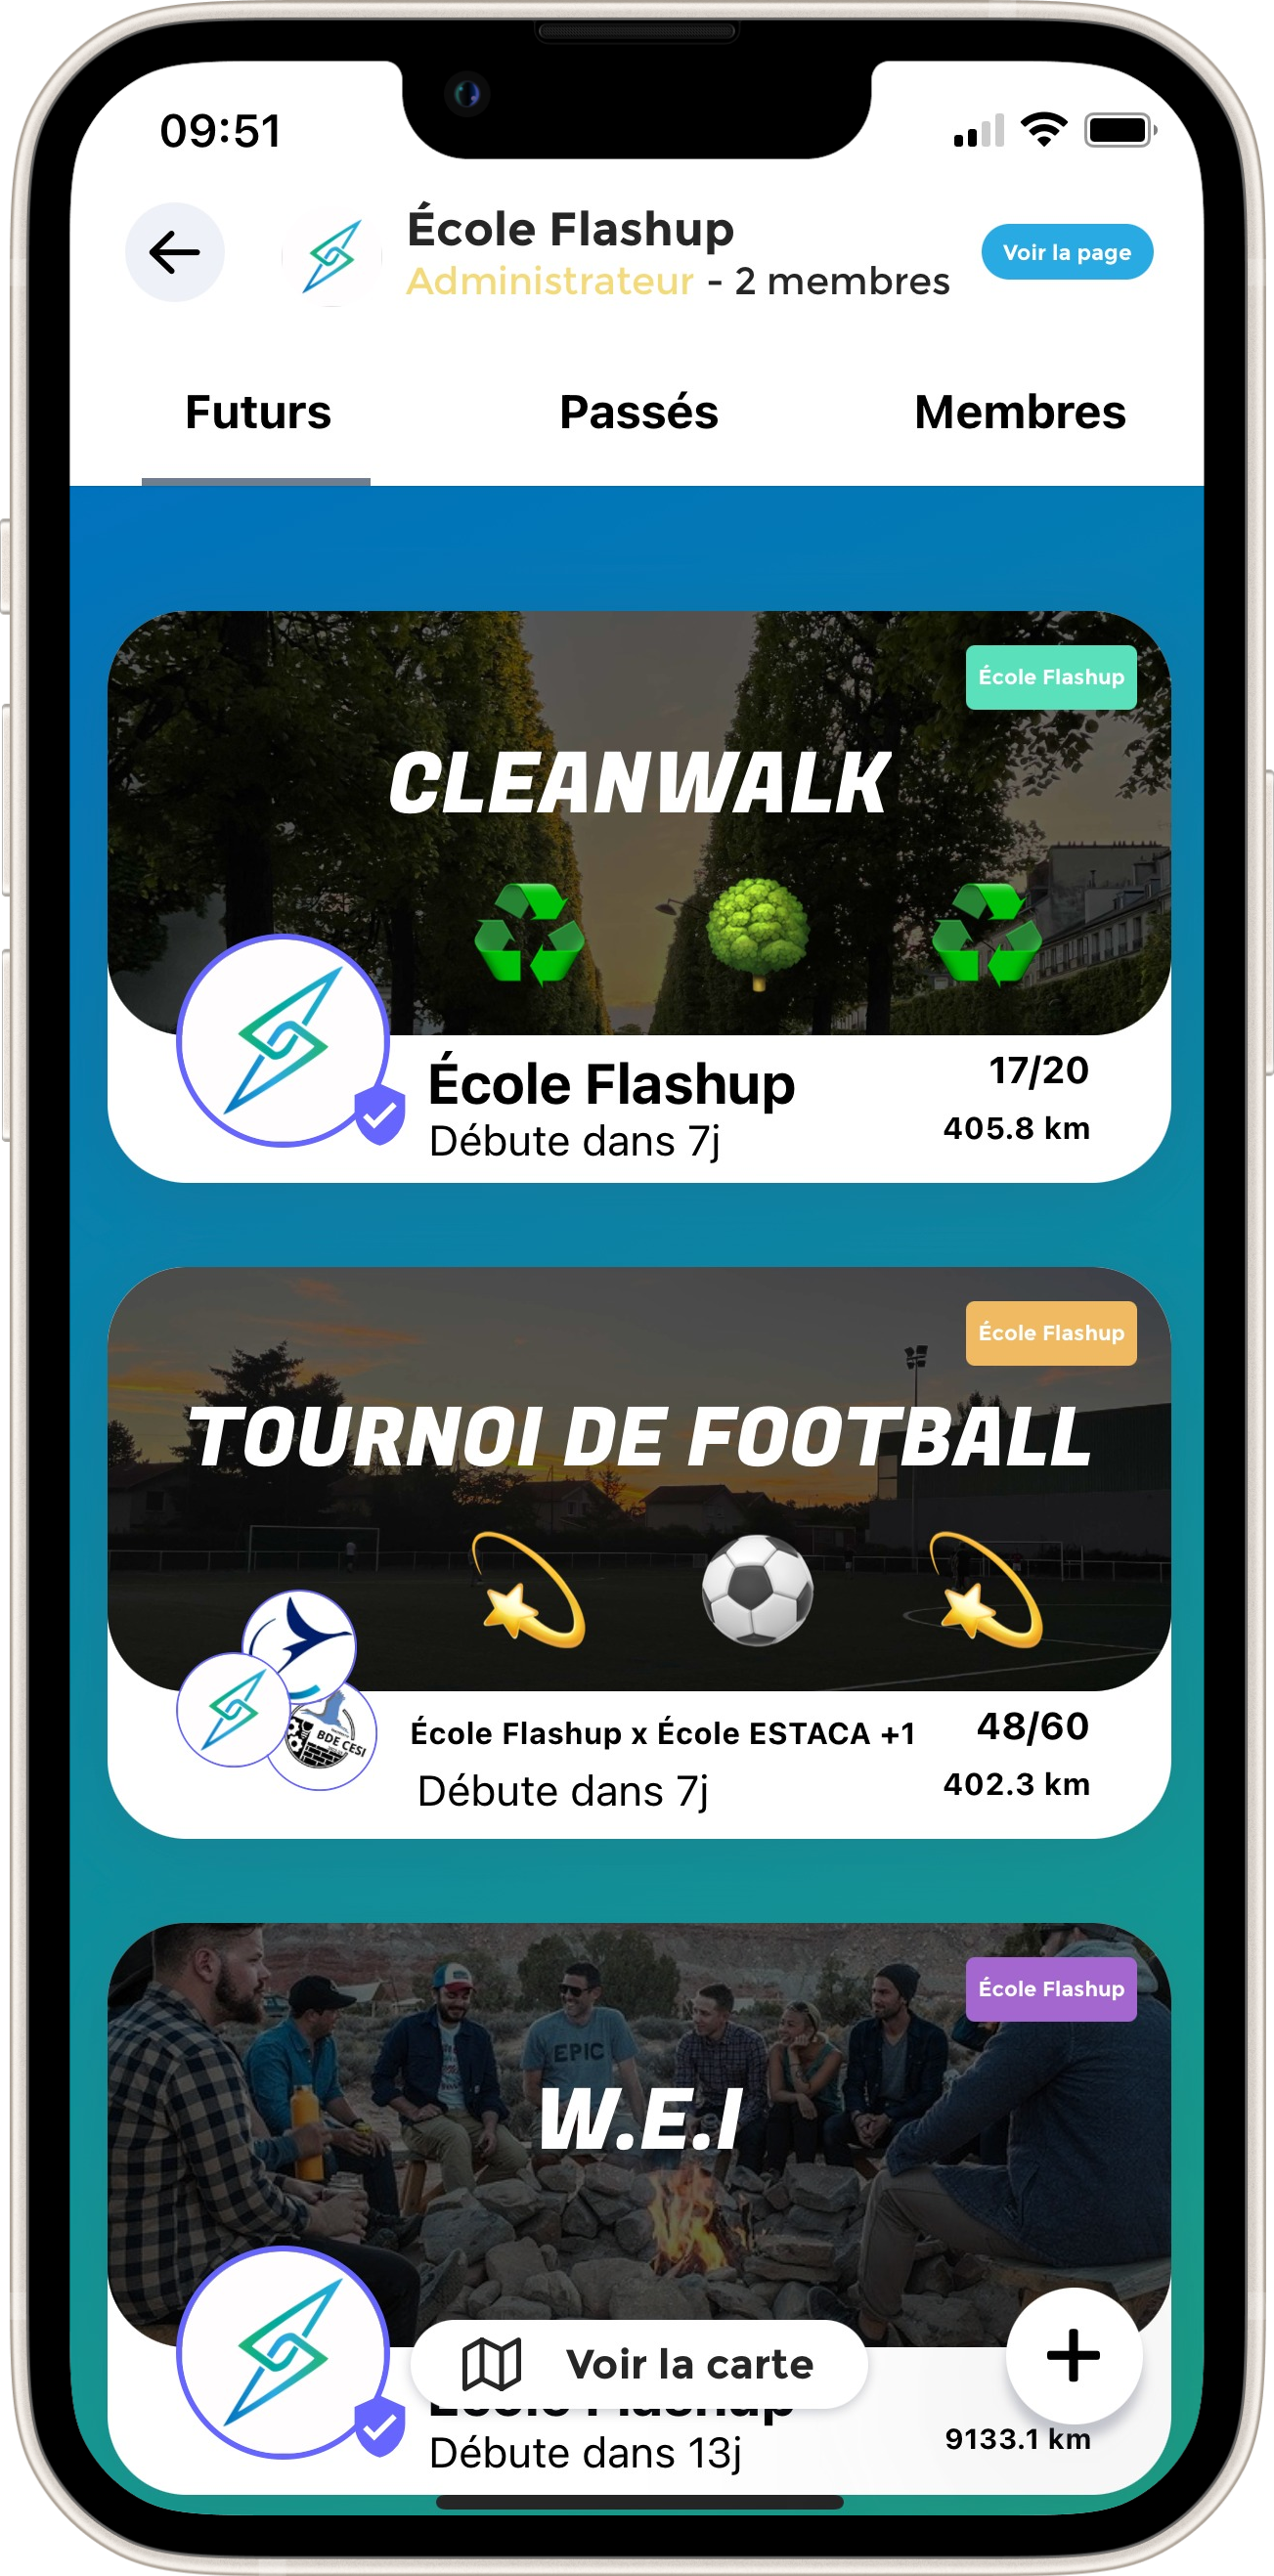 09:51
École Flashup
Administrateur - 2 membres
Voir la page
Futurs
Passés
Membres
École Flashup
CLEANWALK
École Flashup
17/20
Débute dans 7j
405.8 km
École Flashup
TOURNOI DE FOOTBALL
BDE CESI
École Flashup x École ESTACA +1
48/60
Débute dans 7j
402.3 km
École Flashup
EPIC
W.E.I
Voir la carte
École Flashup
Débute dans 13j
9133.1 km